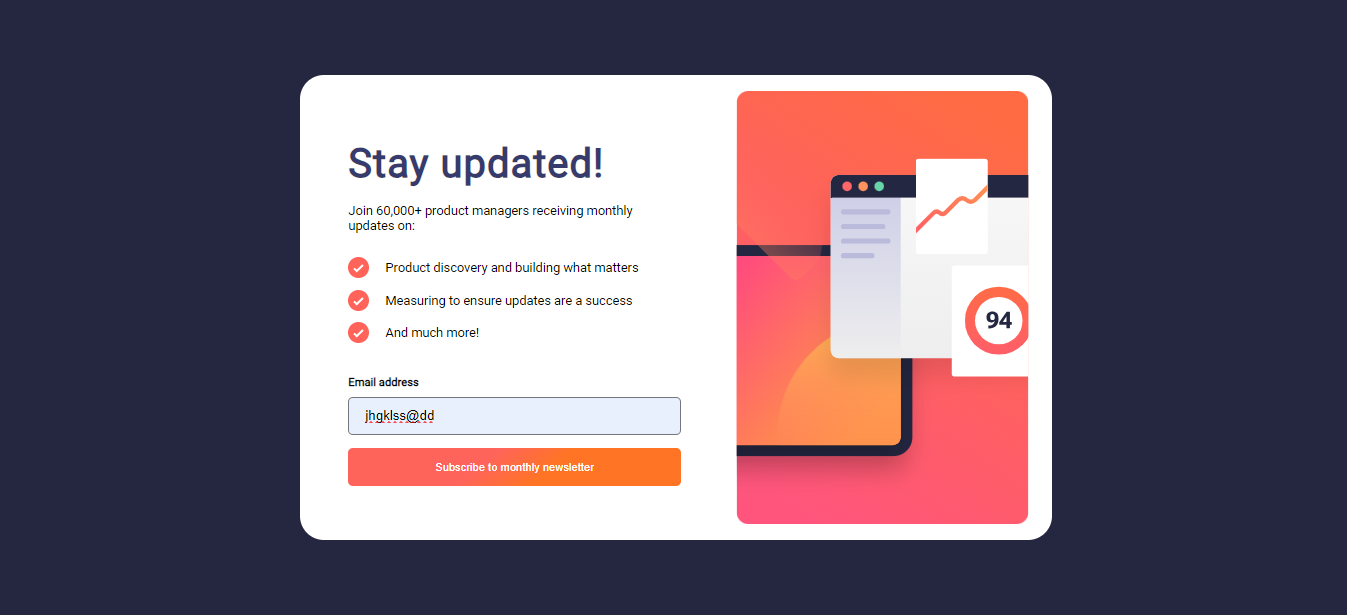 Stay updated!
Join 60,000+ product managers receiving monthly
updates on:
Product discovery and building what matters
Measuring to ensure updates are a success
And much more!
Email address
jhgklss@dd
Subscribe to monthly newsletter
94